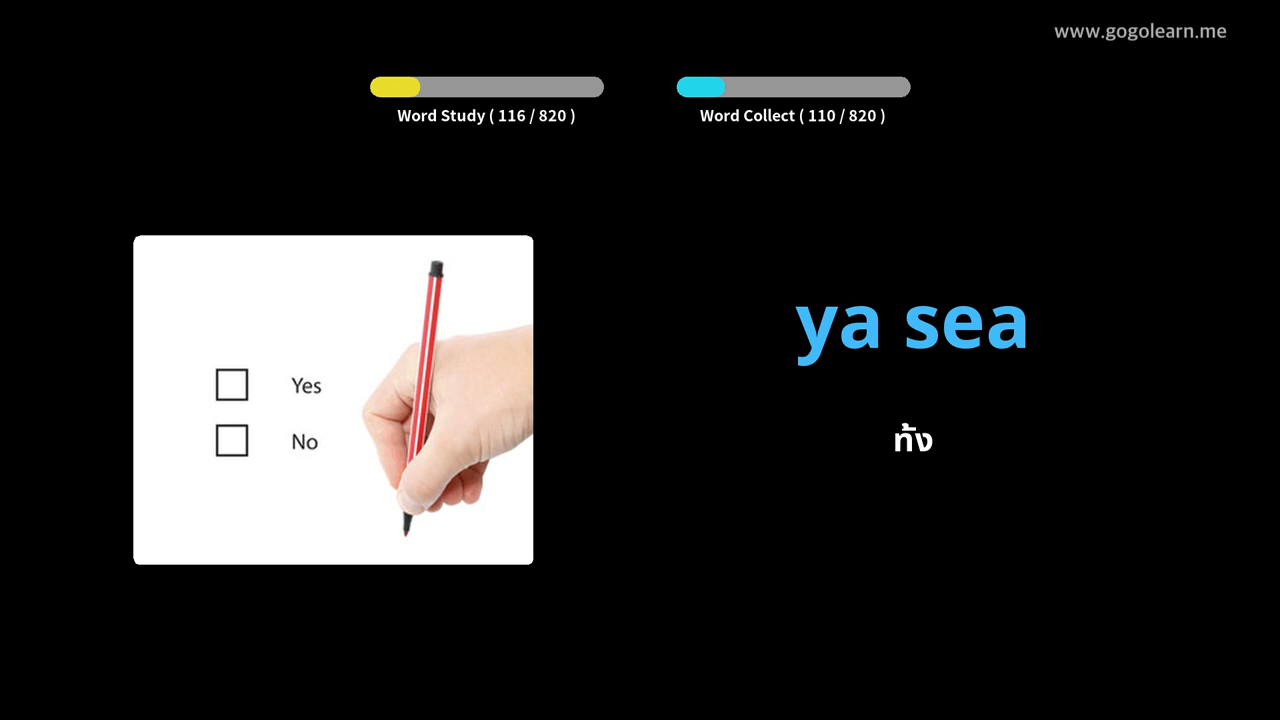 www.gogolearn.me
Word Study ( 116 / 820 )
Word Collect ( 110 / 820 )
Yes
No
ya sea
ทั้ง